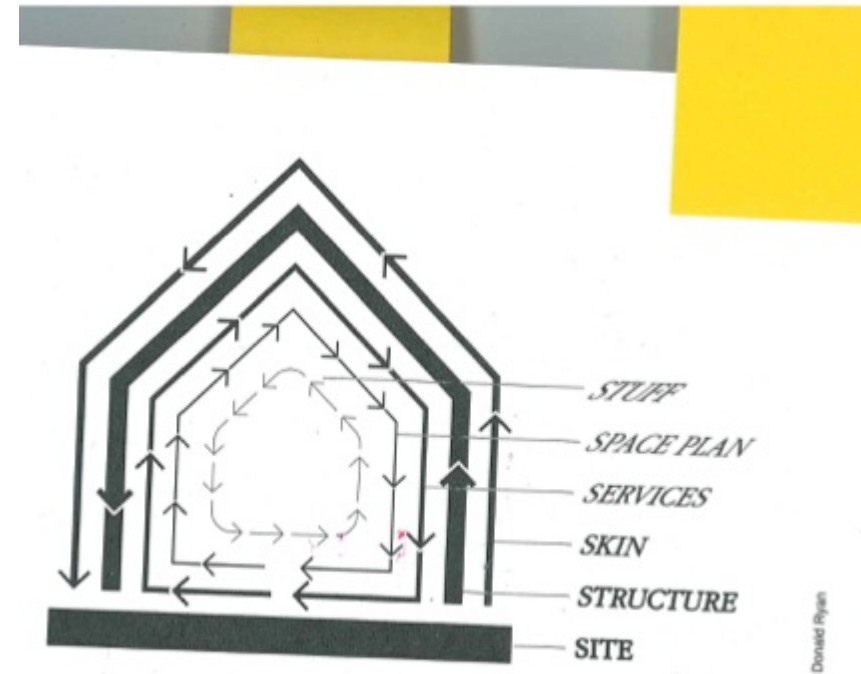 STUFF
SPACE PLAN
SERVICES
SKIN
STRUCTURE
SITE
Donald Ryan